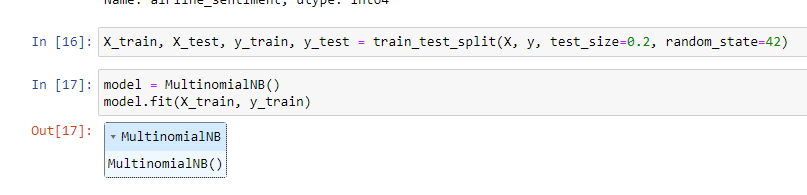 Name: airline_sentiment, dtype: int64
In [16]: X_train, X_test, y_train, y_test = train_test_split(X, y, test_size=0.2, random_state=42)
In [17]: model = MultinomialNB()
model.fit(X_train, y_train)
Out[17]: ▾ MultinomialNB
MultinomialNB()